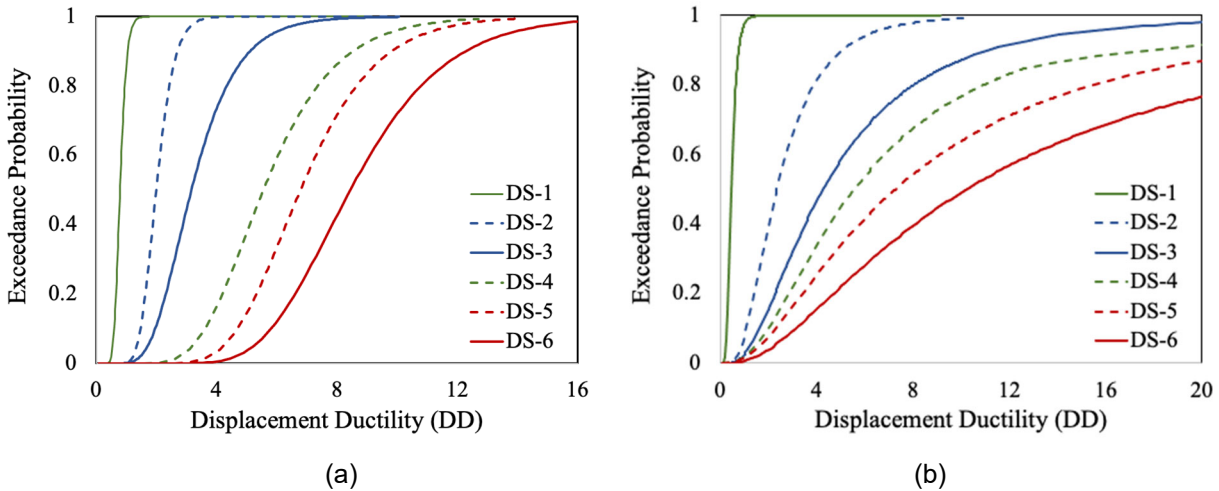 Exceedance Probability
1
0.8
0.6
0.4
0.2
0
DS-1
DS-2
DS-3
DS-4
DS-5
DS-6
0 4 8 12 16
Displacement Ductility (DD)
(a)
Exceedance Probability
1
0.8
0.6
0.4
0.2
0
DS-1
DS-2
DS-3
DS-4
DS-5
DS-6
0 4 8 12 16 20
Displacement Ductility (DD)
(b)